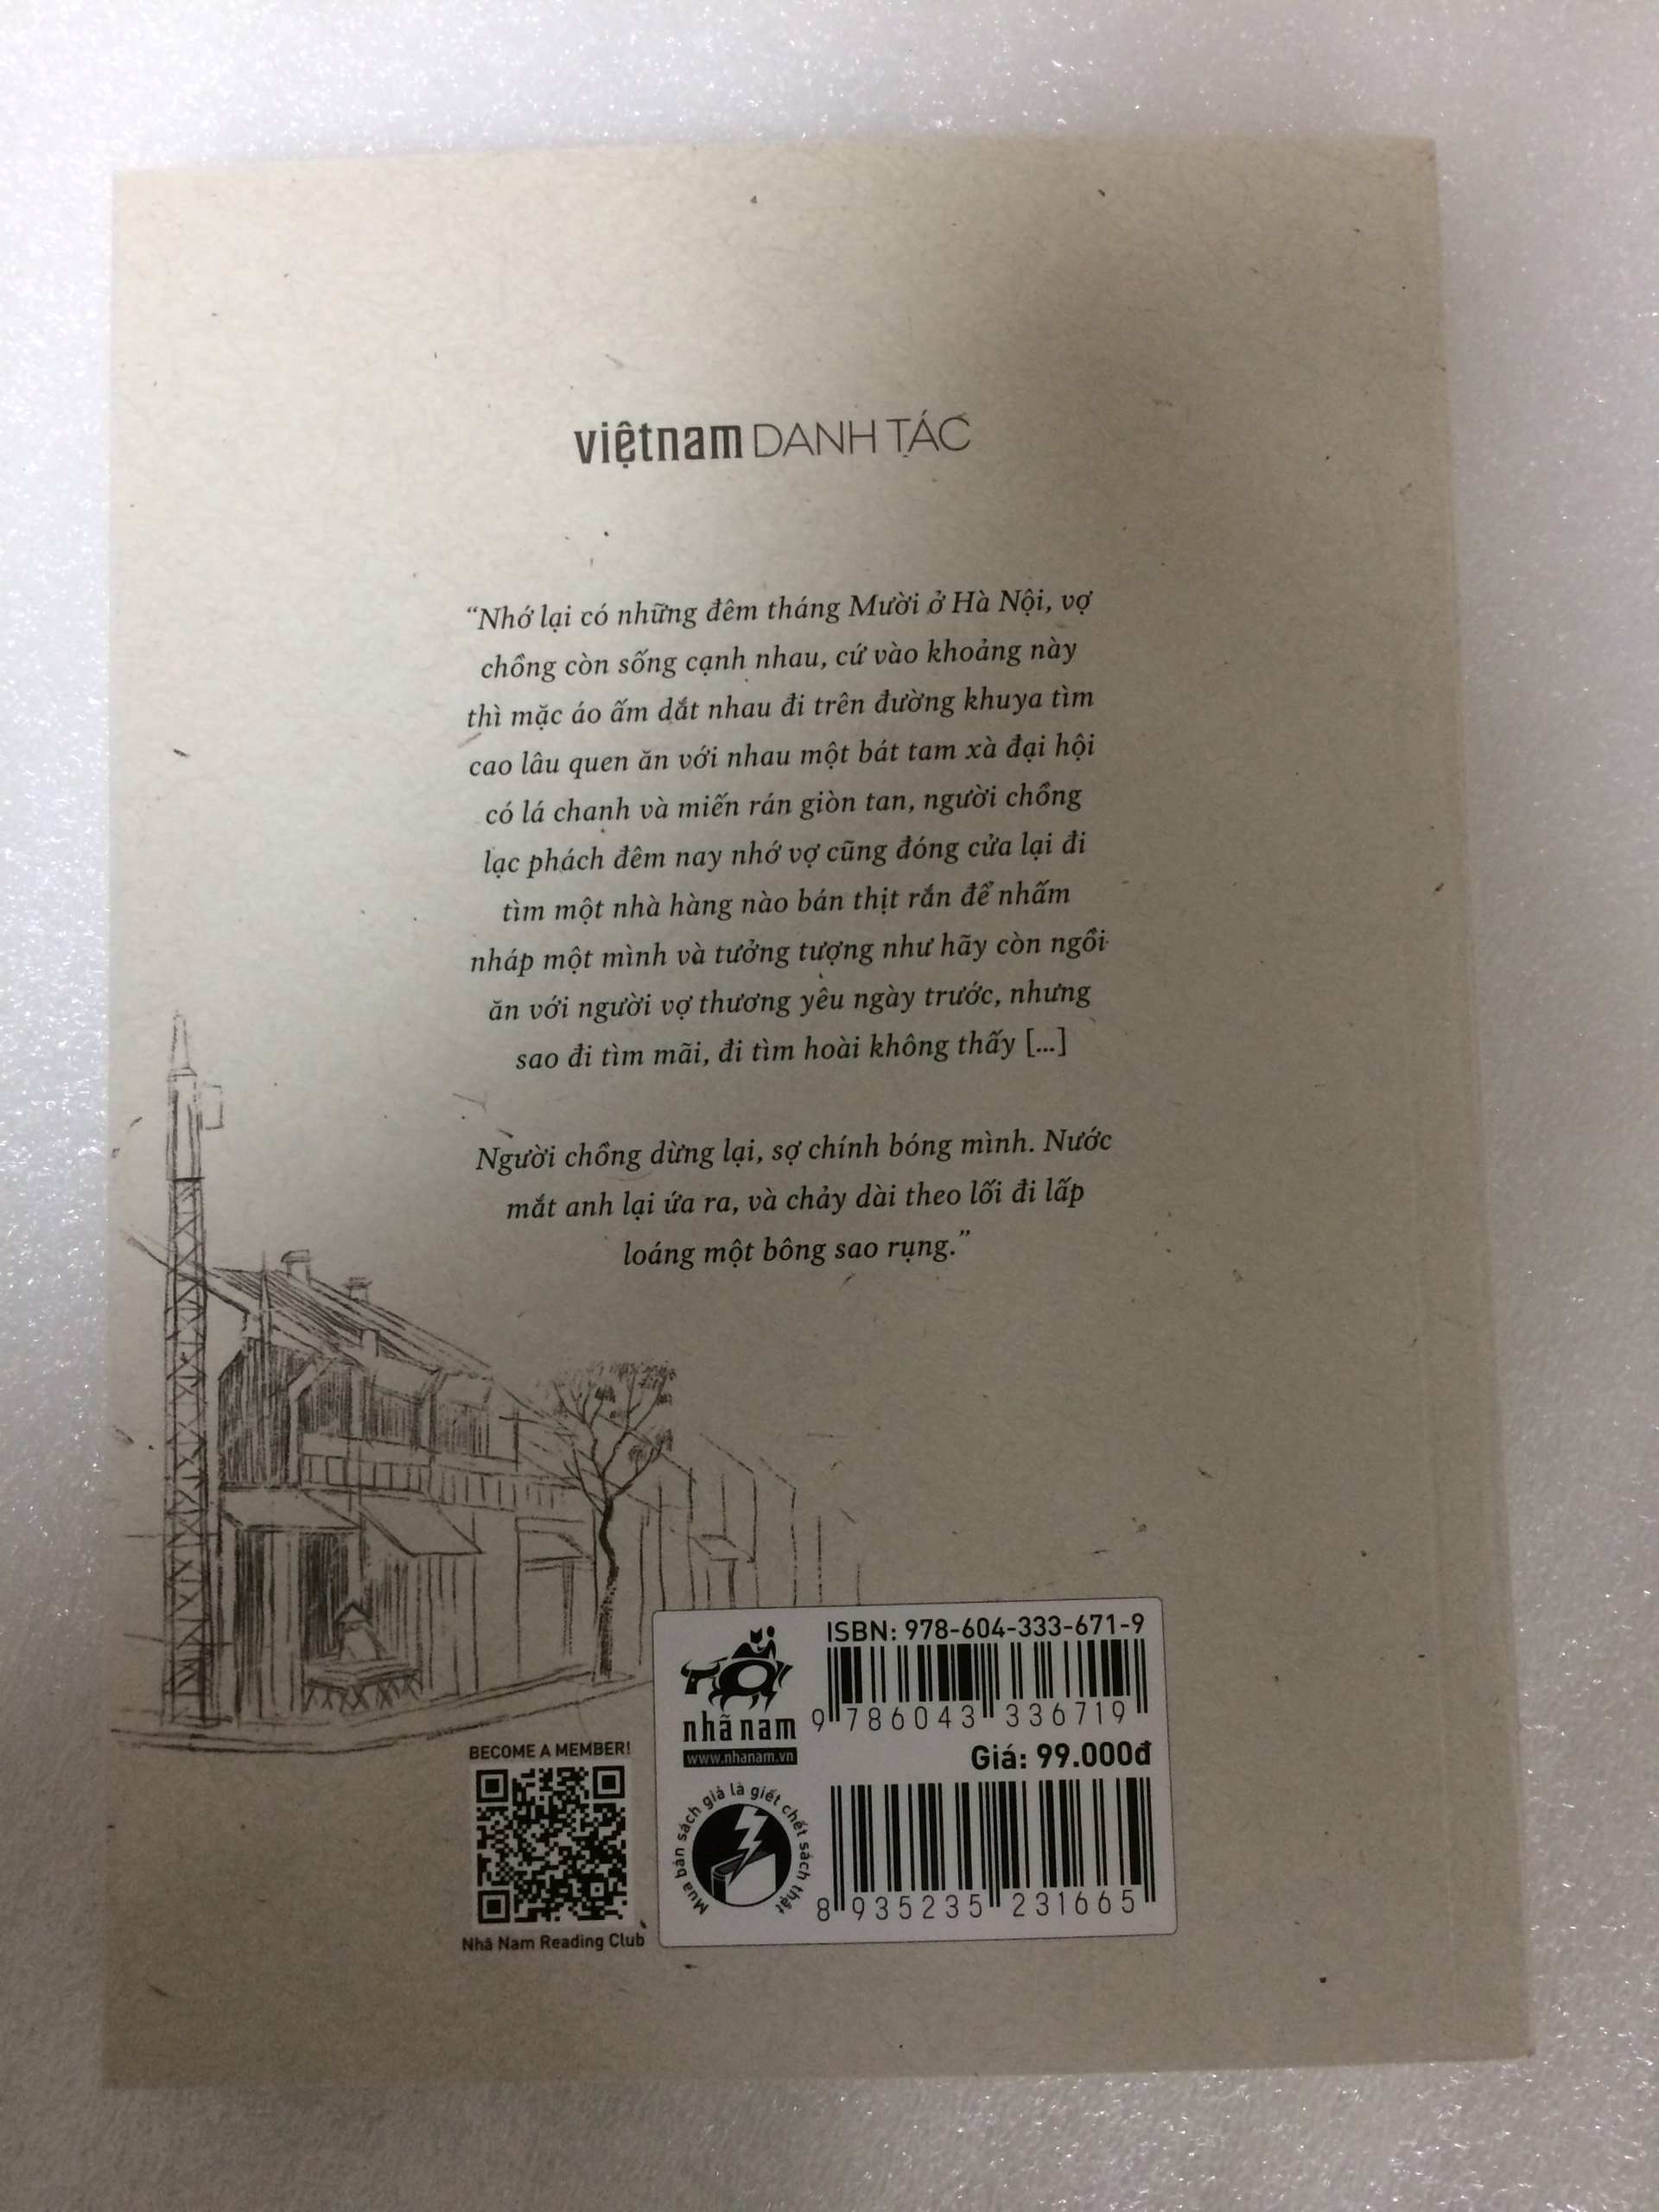 việtnam DANH TÁC
“Nhớ lại có những đêm tháng Mười ở Hà Nội, vợ
chồng còn sống cạnh nhau, cứ vào khoảng này
thì mặc áo ấm dắt nhau đi trên đường khuya tìm
cao lâu quen ăn với nhau một bát tam xà đại hội
có lá chanh và miến rán giòn tan, người chồng
lạc phách đêm nay nhớ vợ cũng đóng cửa lại đi
tìm một nhà hàng nào bán thịt rắn để nhấm
nháp một mình và tưởng tượng như hãy còn ngồi
ăn với người vợ thương yêu ngày trước, nhưng
sao đi tìm mãi, đi tìm hoài không thấy [...]
Người chồng dừng lại, sợ chính bóng mình. Nước
mắt anh lại ứa ra, và chảy dài theo lối đi lấp
loáng một bông sao rụng.”
BECOME A MEMBER!
Nhã Nam Reading Club
nhã nam
www.nhanam.vn
Mua bán sách giả là giết chết sách thật
ISBN: 978-604-333-671-9
9 786043 336719
Giá: 99.000đ
8 935235 231665